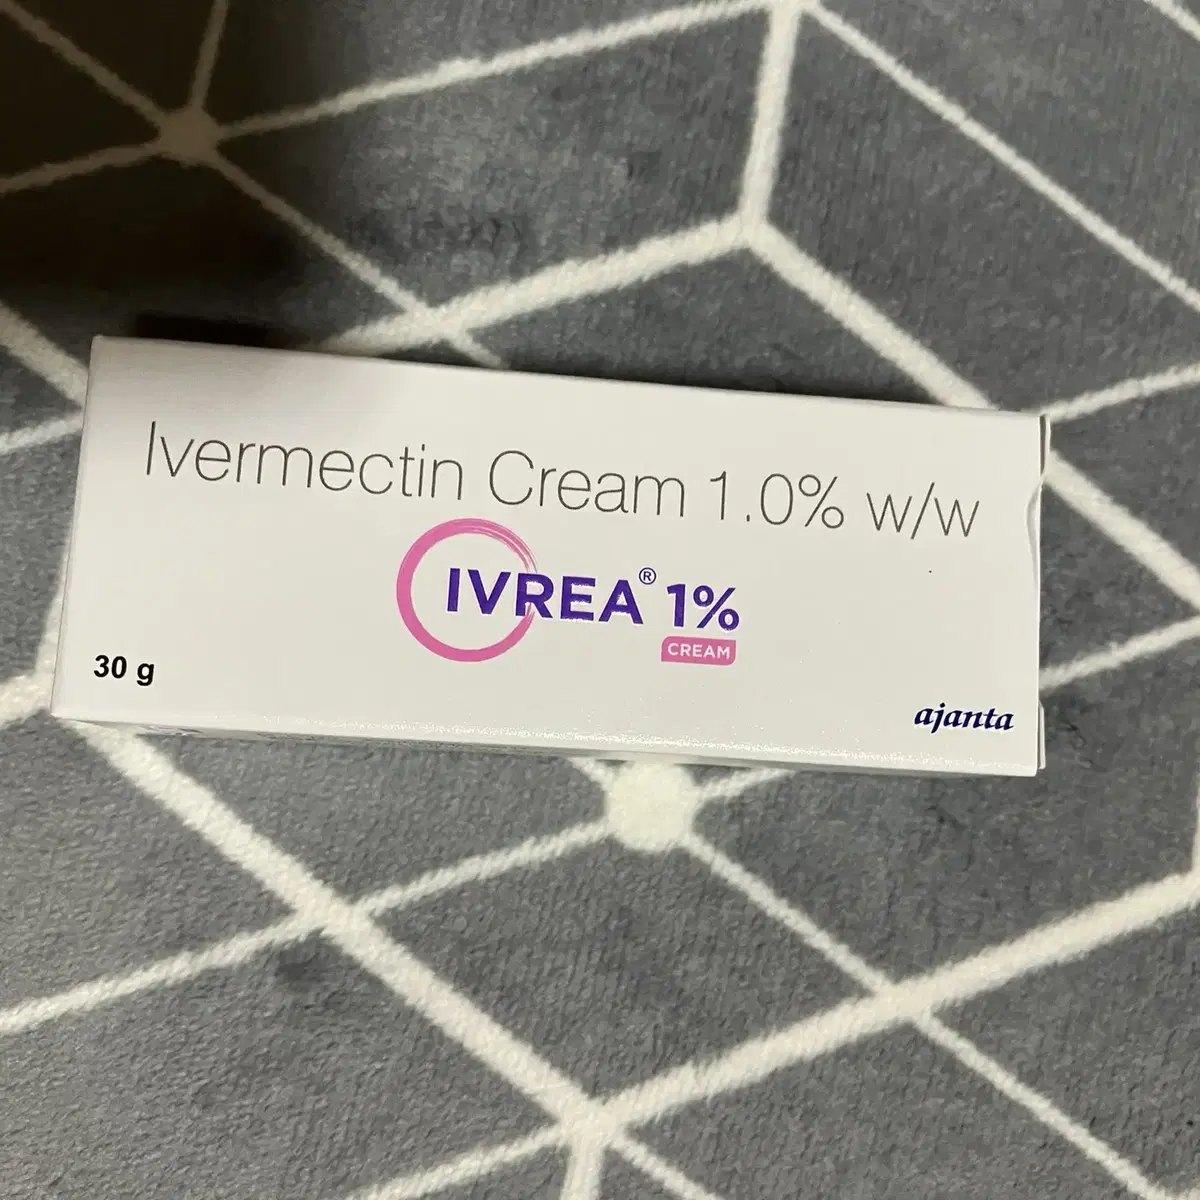 Ivermectin Cream 1.0% w/w
IVREA® 1%
CREAM
30 g
ajanta